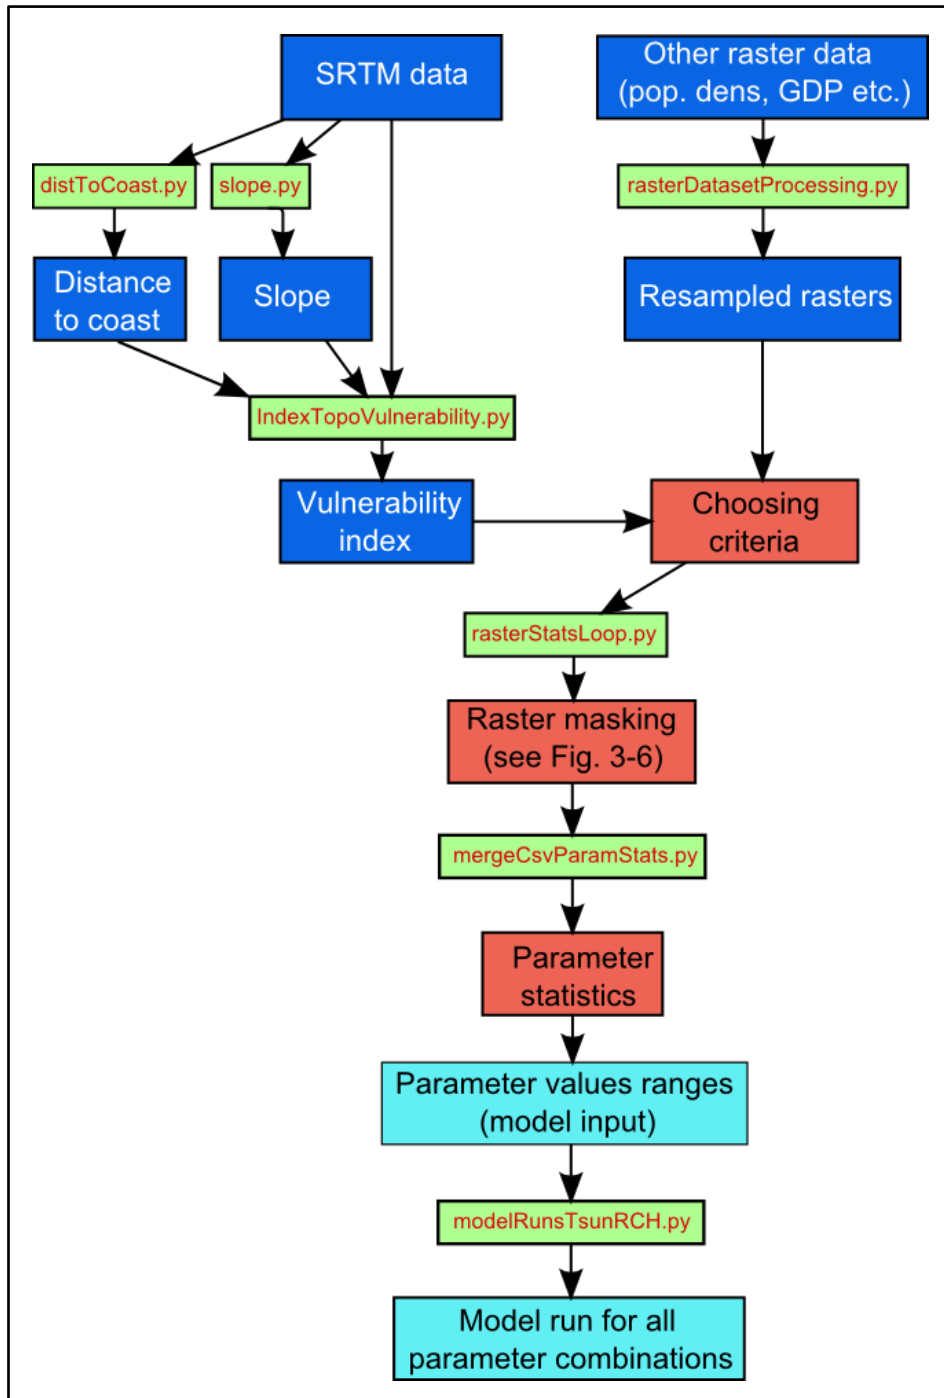 SRTM data
Other raster data
(pop. dens, GDP etc.)
distToCoast.py
slope.py
rasterDatasetProcessing.py
Distance
to coast
Slope
Resampled rasters
IndexTopoVulnerability.py
Vulnerability
index
Choosing
criteria
rasterStatsLoop.py
Raster masking
(see Fig. 3-6)
mergeCsvParamStats.py
Parameter
statistics
Parameter values ranges
(model input)
modelRunsTsunRCH.py
Model run for all
parameter combinations